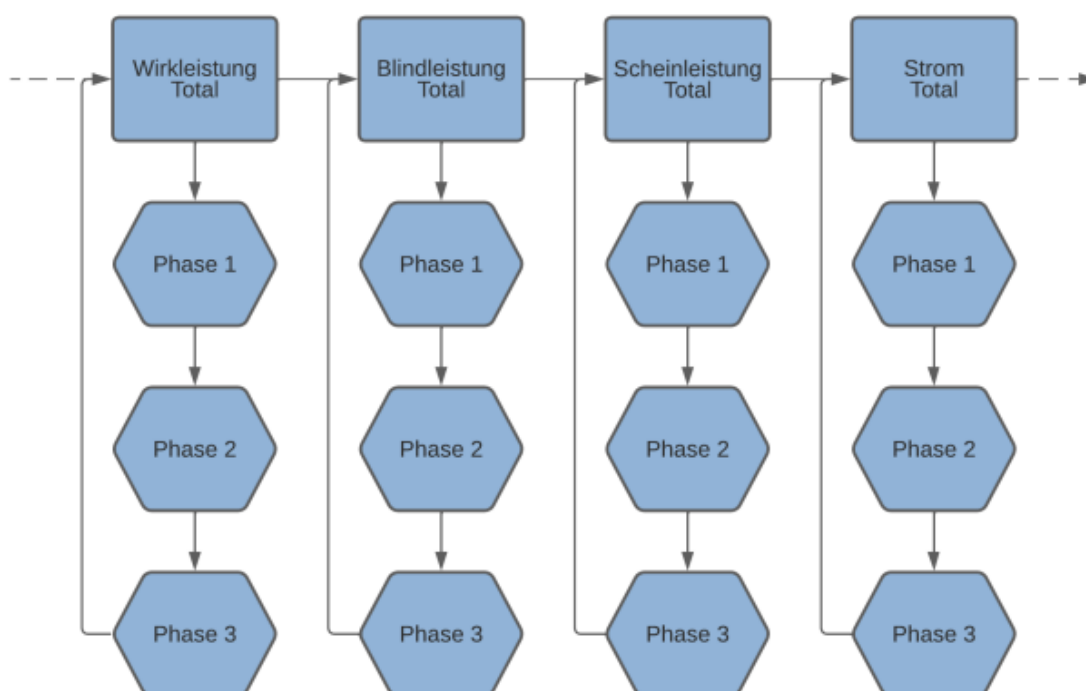 Wirkleistung
Total
Blindleistung
Total
Scheinleistung
Total
Strom
Total
Phase 1
Phase 1
Phase 1
Phase 1
Phase 2
Phase 2
Phase 2
Phase 2
Phase 3
Phase 3
Phase 3
Phase 3